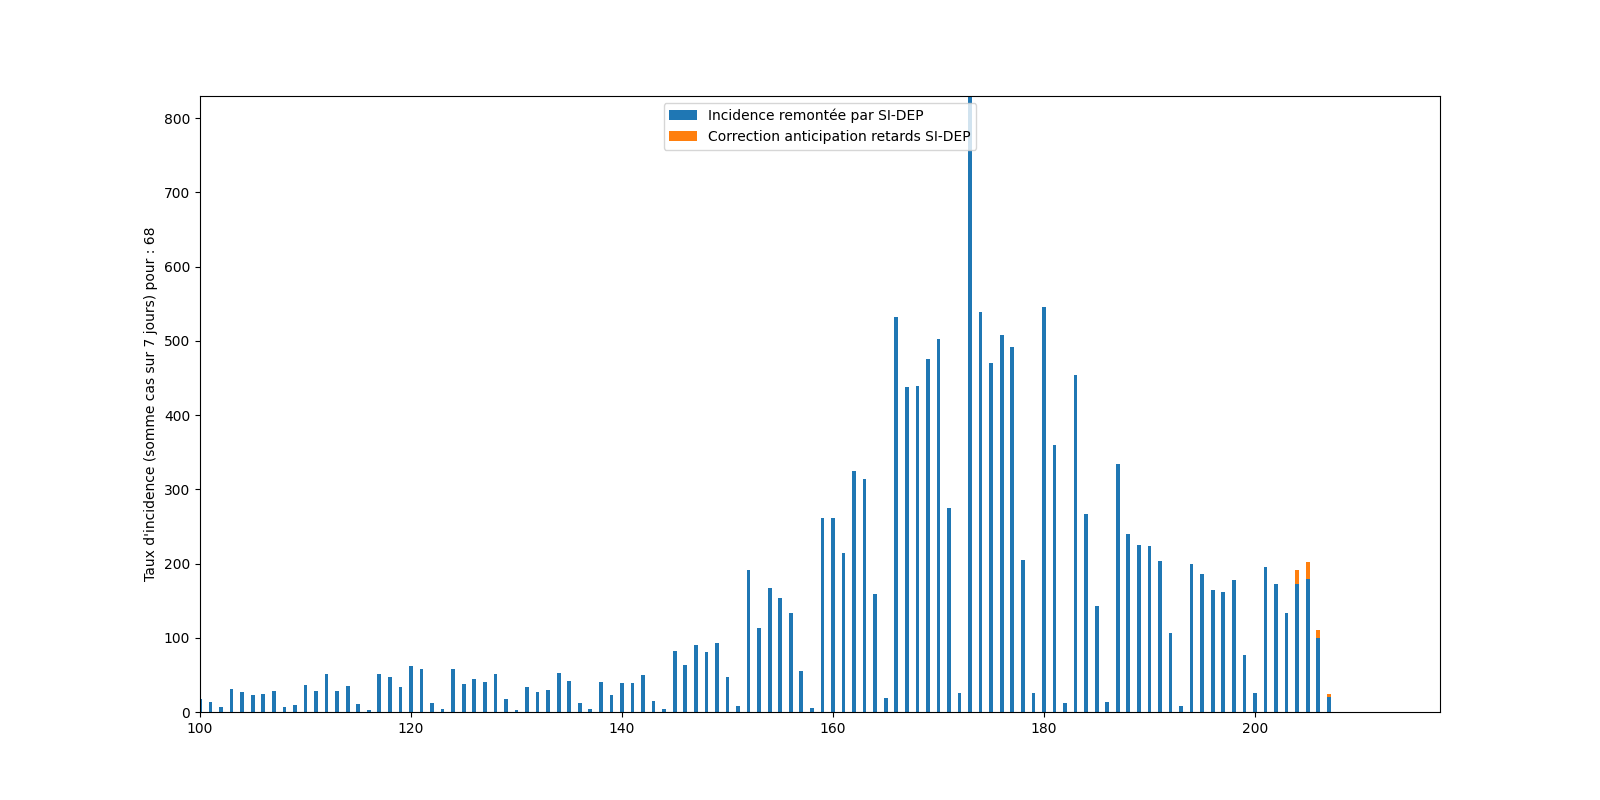 Incidence remontée par SI-DEP
Correction anticipation retards SI-DEP
Taux d'incidence (somme cas sur 7 jours) pour : 68
800
700
600
500
400
300
200
100
0
100 120 140 160 180 200